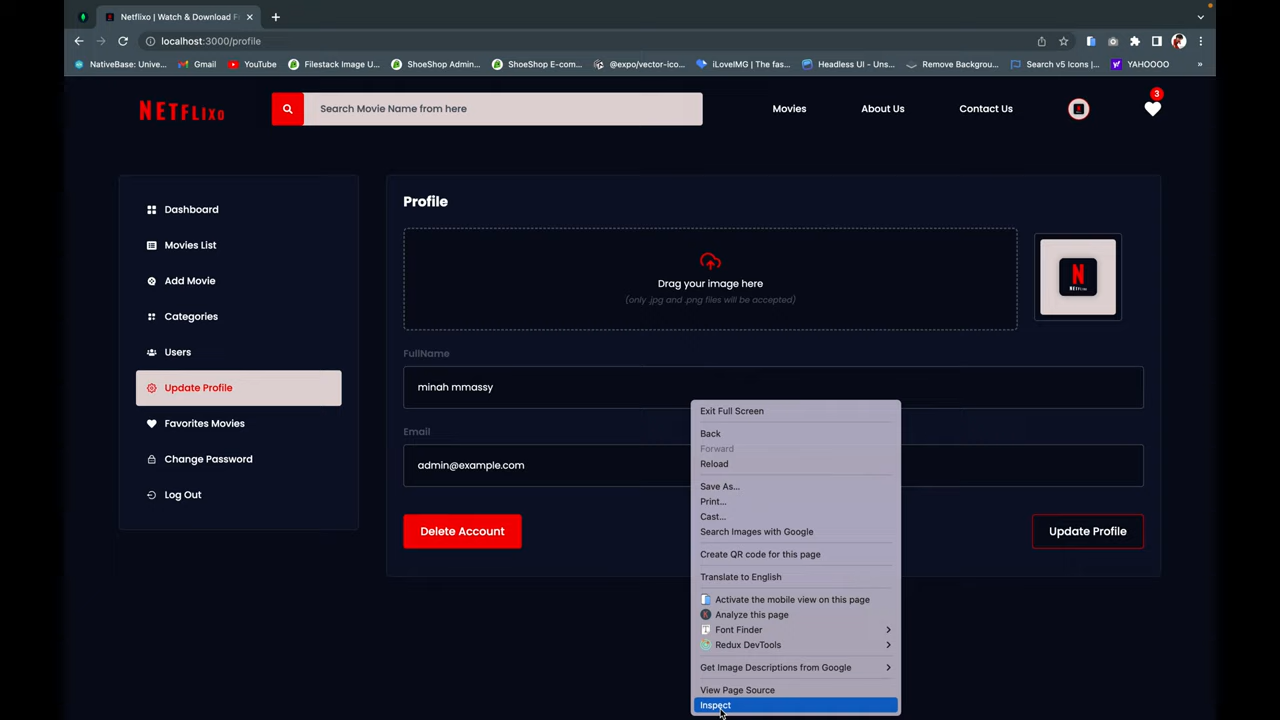 Netflixo | Watch & Download Fi
localhost:3000/profile
NativeBase: Unive...
Gmail
YouTube
Filestack Image U...
ShoeShop Admin,...
ShoeShop E-com...
@expo/vector-ico...
iLoveIMG | The fas...
Headless UI - Uns...
Remove Backgrou...
Search v5 Icons |...
YAHOOOO
NETFLIXO
Search Movie Name from here
Movies
About Us
Contact Us
3
Dashboard
Movies List
Add Movie
Categories
Users
Update Profile
Favorites Movies
Change Password
Log Out
Profile
Drag your image here
(only .jpg and .png files will be accepted)
N
NETFLIXO
FullName
minah mmassy
Email
admin@example.com
Delete Account
Update Profile
Exit Full Screen
Back
Forward
Reload
Save As...
Print...
Cast...
Search Images with Google
Create QR code for this page
Translate to English
Activate the mobile view on this page
Analyze this page
Font Finder
Redux DevTools
Get Image Descriptions from Google
View Page Source
Inspect